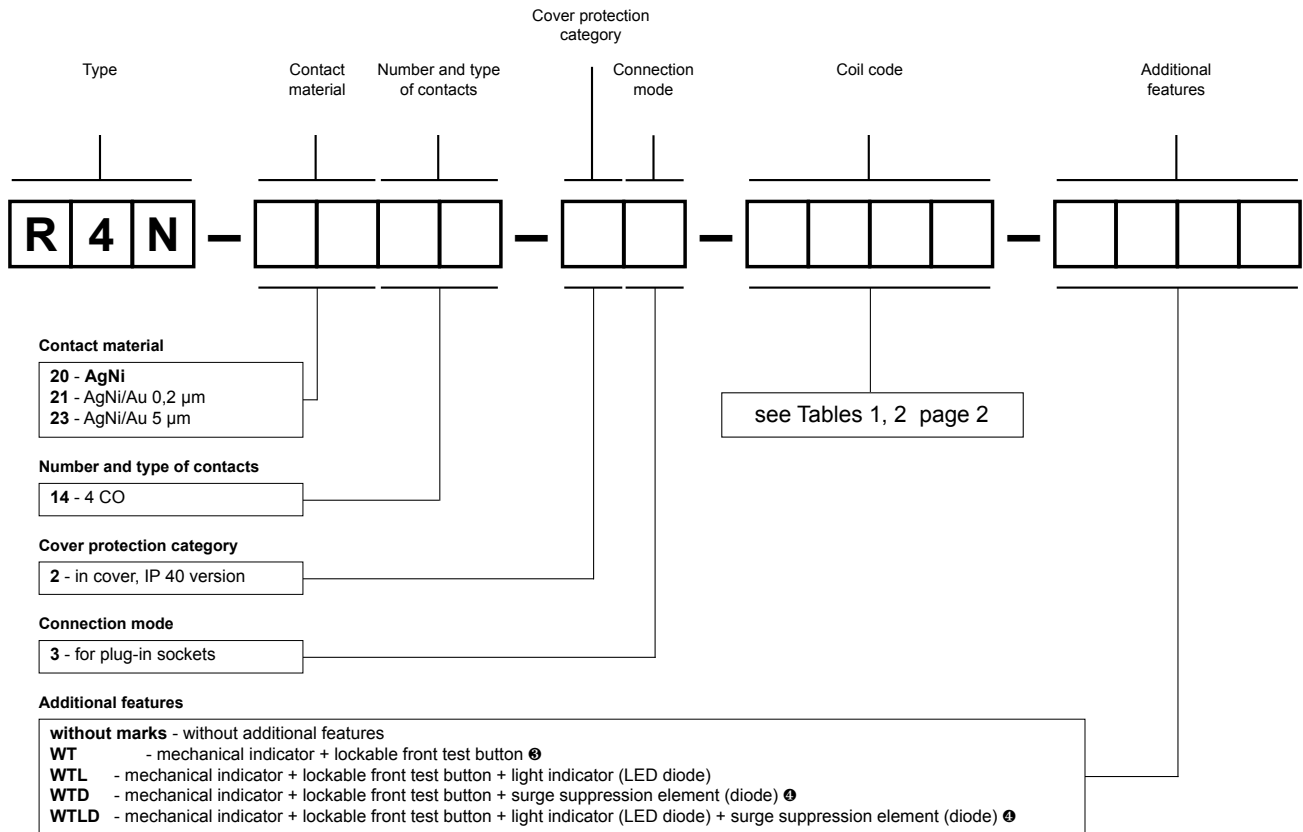 Cover protection
category
Type
Contact
material
Number and type
of contacts
Connection
mode
Coil code
Additional
features
R 4 N – – – –
Contact material
20 - AgNi
21 - AgNi/Au 0,2 µm
23 - AgNi/Au 5 µm
see Tables 1, 2 page 2
Number and type of contacts
14 - 4 CO
Cover protection category
2 - in cover, IP 40 version
Connection mode
3 - for plug-in sockets
Additional features
without marks - without additional features
WT - mechanical indicator + lockable front test button ❸
WTL - mechanical indicator + lockable front test button + light indicator (LED diode)
WTD - mechanical indicator + lockable front test button + surge suppression element (diode) ❹
WTLD - mechanical indicator + lockable front test button + light indicator (LED diode) + surge suppression element (diode) ❹